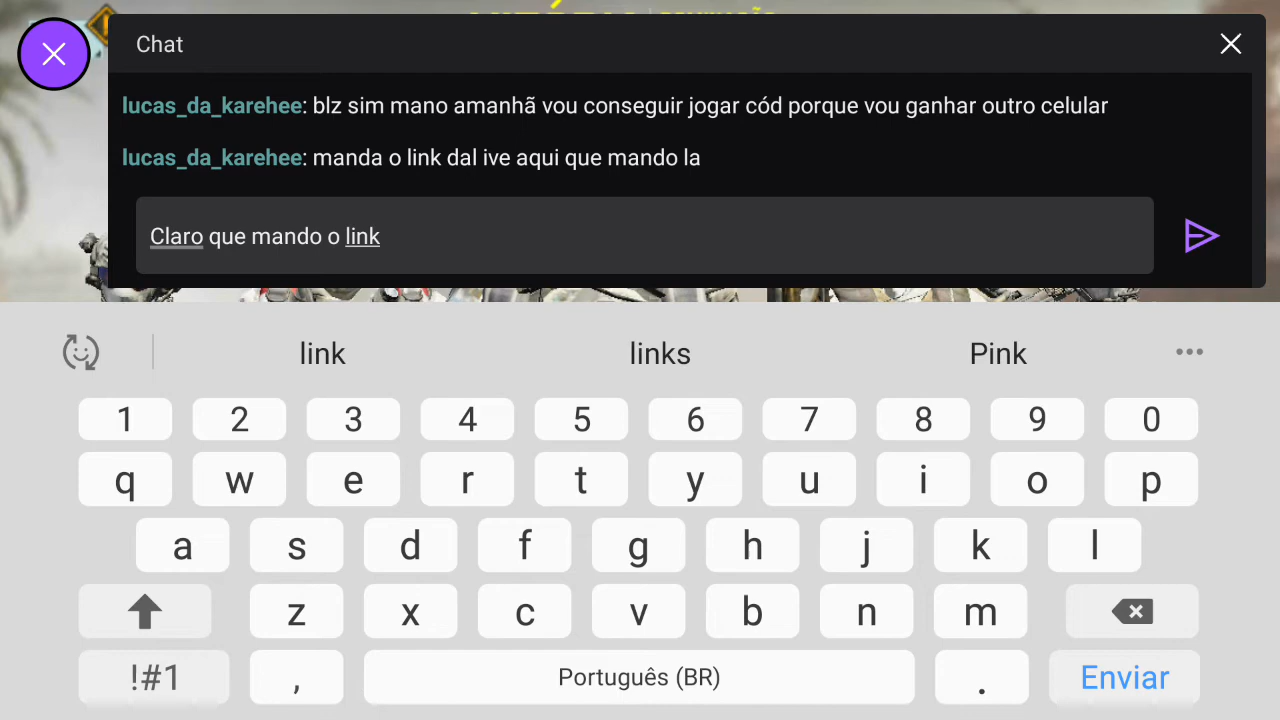 Chat
lucas_da_karehee: blz sim mano amanhã vou conseguir jogar cód porque vou ganhar outro celular
lucas_da_karehee: manda o link dal ive aqui que mando la
Claro que mando o link
link links Pink
1 2 3 4 5 6 7 8 9 0
q w e r t y u i o p
a s d f g h j k l
z x c v b n m
!#1 , Português (BR) . Enviar